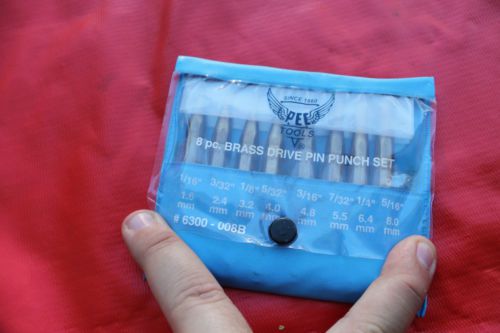 SINCE 1880
PEE
TOOLS
8 pc. BRASS DRIVE PIN PUNCH SET
1/16" 3/32" 1/8" 5/32" 3/16" 7/32" 1/4" 5/16"
1.6 2.4 3.2 4.0 4.8 5.5 6.4 8.0
mm mm mm mm mm mm mm mm
# 6300 - 008B